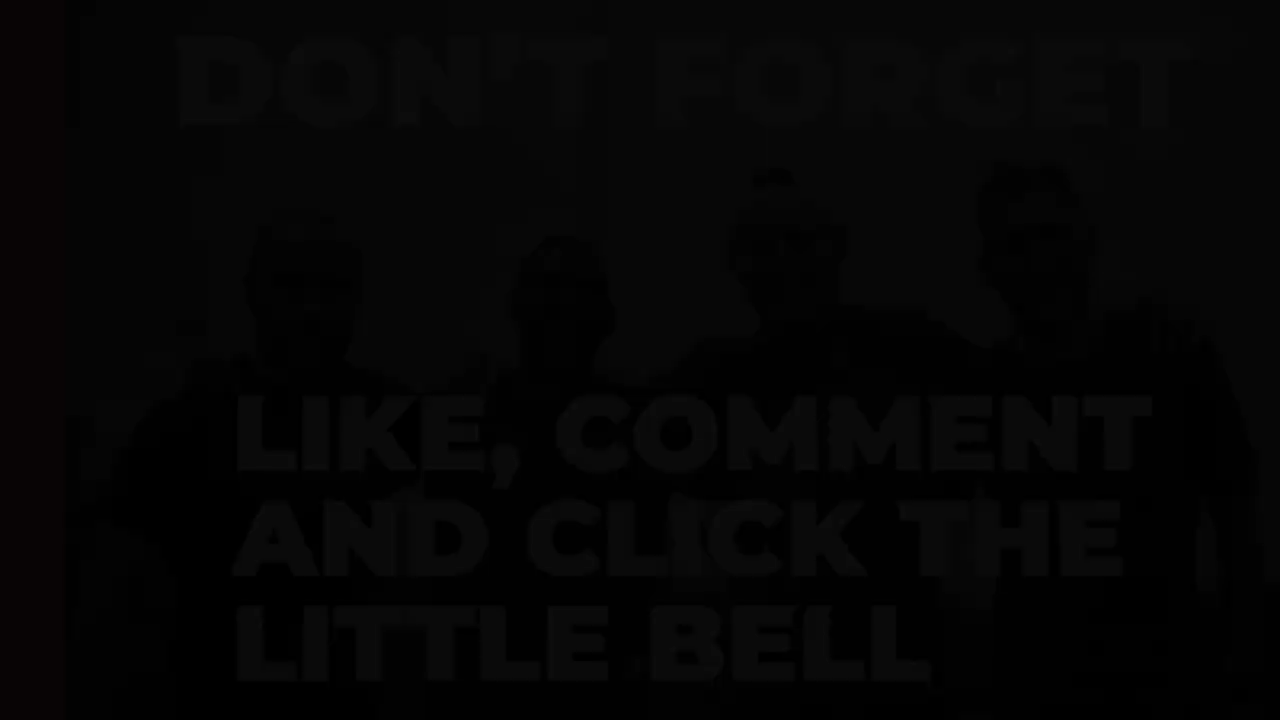 DON'T FORGET
LIKE, COMMENT
AND CLICK THE
LITTLE BELL